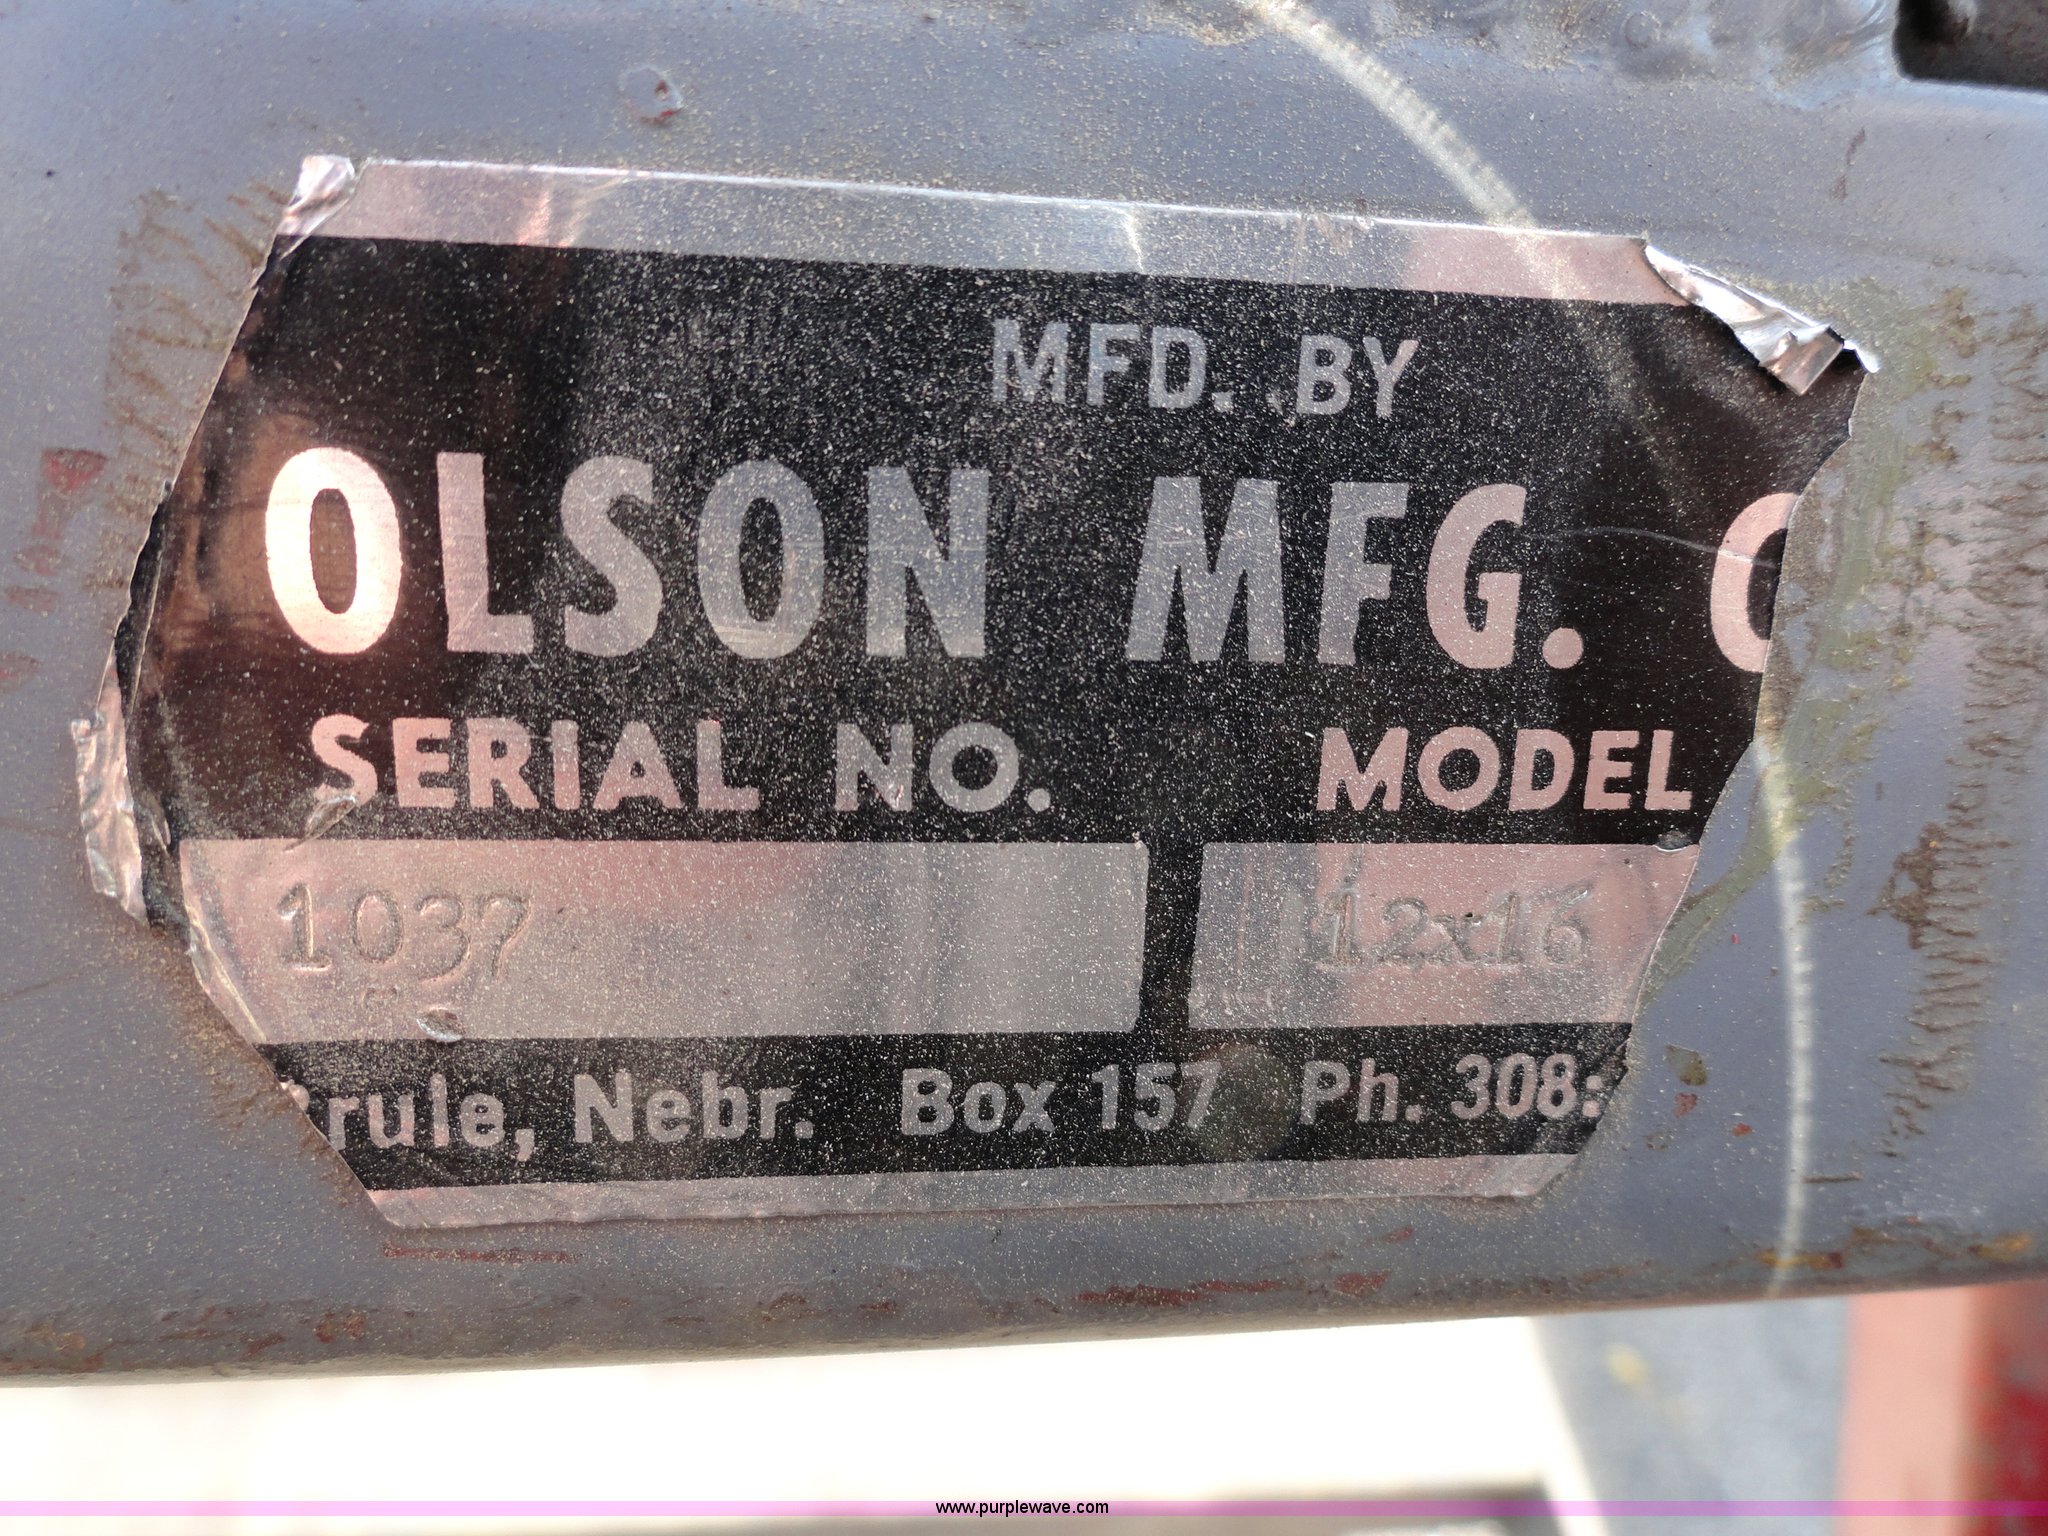 MFD. BY
OLSON MFG. C
SERIAL NO. MODEL
1037 12x16
rule, Nebr. Box 157 Ph. 308:
www.purplewave.com